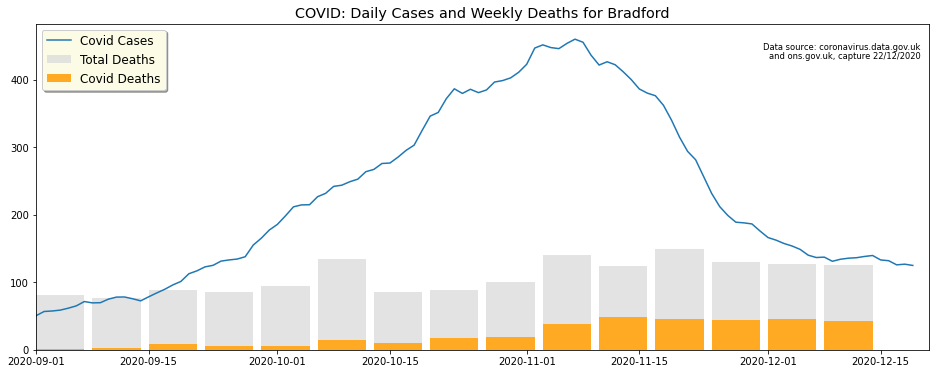 COVID: Daily Cases and Weekly Deaths for Bradford
Covid Cases
Total Deaths
Covid Deaths
Data source: coronavirus.data.gov.uk
and ons.gov.uk, capture 22/12/2020
400
300
200
100
0
2020-09-01
2020-09-15
2020-10-01
2020-10-15
2020-11-01
2020-11-15
2020-12-01
2020-12-15